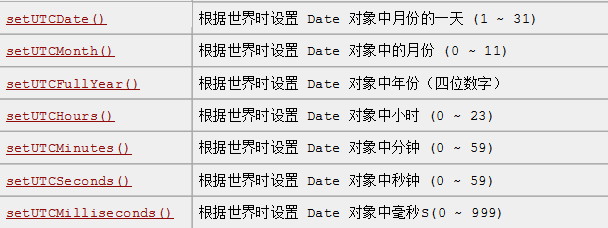 setUTCDate() 根据世界时设置 Date 对象中月份的一天 (1 ~ 31)
setUTCMonth() 根据世界时设置 Date 对象中的月份 (0 ~ 11)
setUTCFullYear() 根据世界时设置 Date 对象中年份（四位数字）
setUTCHours() 根据世界时设置 Date 对象中小时 (0 ~ 23)
setUTCMinutes() 根据世界时设置 Date 对象中分钟 (0 ~ 59)
setUTCSeconds() 根据世界时设置 Date 对象中秒钟 (0 ~ 59)
setUTCMilliseconds() 根据世界时设置 Date 对象中毫秒S(0 ~ 999)